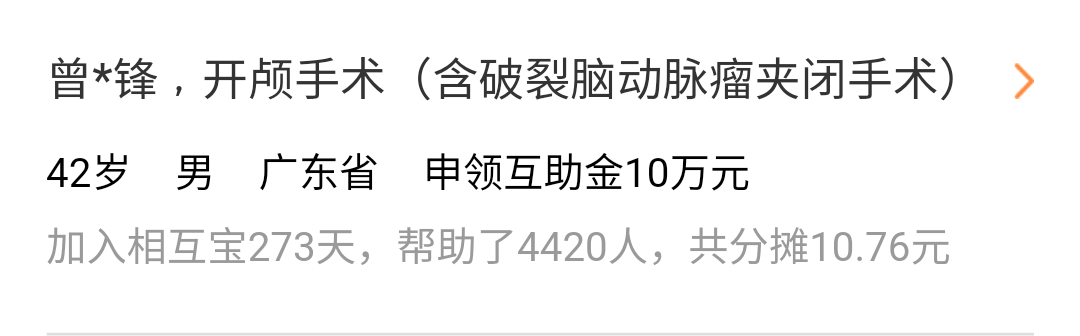 曾*锋，开颅手术（含破裂脑动脉瘤夹闭手术）
42岁 男 广东省 申领互助金10万元
加入相互宝273天，帮助了4420人，共分摊10.76元